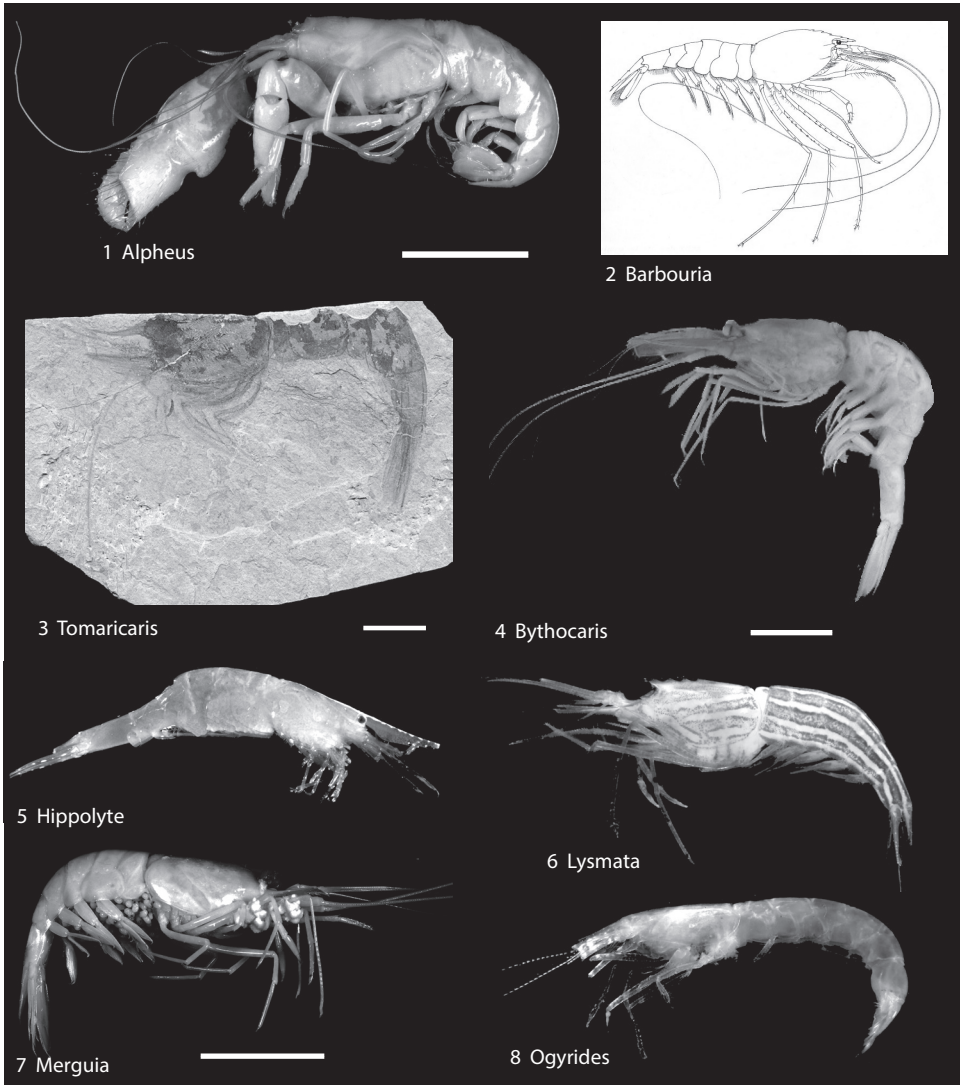 1 Alpheus
2 Barbouria
3 Tomaricaris
4 Bythocaris
5 Hippolyte
6 Lysmata
7 Merguia
8 Ogyrides